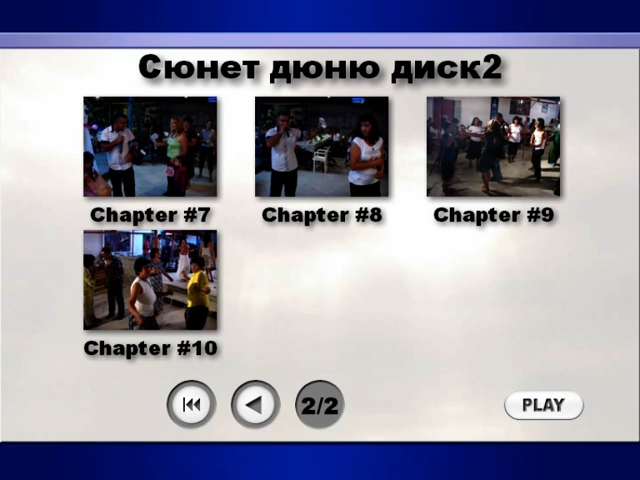 Сюнет дюню диск2
Chapter #7
Chapter #8
Chapter #9
Chapter #10
2/2
PLAY